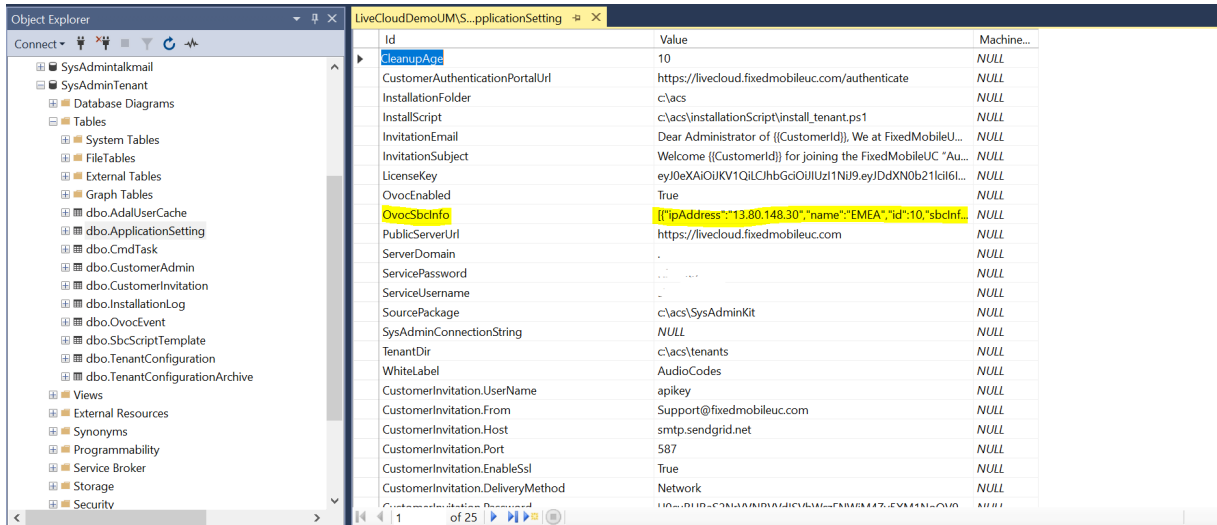 Object Explorer
Connect
SysAdmintalkmail
SysAdminTenant
Database Diagrams
Tables
System Tables
FileTables
External Tables
Graph Tables
dbo.AdalUserCache
dbo.ApplicationSetting
dbo.CmdTask
dbo.CustomerAdmin
dbo.CustomerInvitation
dbo.InstallationLog
dbo.OvocEvent
dbo.SbcScriptTemplate
dbo.TenantConfiguration
dbo.TenantConfigurationArchive
Views
External Resources
Synonyms
Programmability
Service Broker
Storage
Security
LiveCloudDemoUM\S...pplicationSetting
Id Value Machine...
CleanupAge 10 NULL
CustomerAuthenticationPortalUrl https://livecloud.fixedmobileuc.com/authenticate NULL
InstallationFolder c:\acs NULL
InstallScript c:\acs\installationScript\install_tenant.ps1 NULL
InvitationEmail Dear Administrator of {{CustomerId}}, We at FixedMobileU... NULL
InvitationSubject Welcome {{CustomerId}} for joining the FixedMobileUC "Au... NULL
LicenseKey NULL
OvocEnabled True NULL
OvocSbcInfo [{"ipAddress":"13.80.148.30","name":"EMEA","id":10,"sbcInf... NULL
PublicServerUrl https://livecloud.fixedmobileuc.com NULL
ServerDomain . NULL
ServicePassword NULL
ServiceUsername NULL
SourcePackage c:\acs\SysAdminKit NULL
SysAdminConnectionString NULL NULL
TenantDir c:\acs\tenants NULL
WhiteLabel AudioCodes NULL
CustomerInvitation.UserName apikey NULL
CustomerInvitation.From Support@fixedmobileuc.com NULL
CustomerInvitation.Host smtp.sendgrid.net NULL
CustomerInvitation.Port 587 NULL
CustomerInvitation.EnableSsl True NULL
CustomerInvitation.DeliveryMethod Network NULL
1 of 25